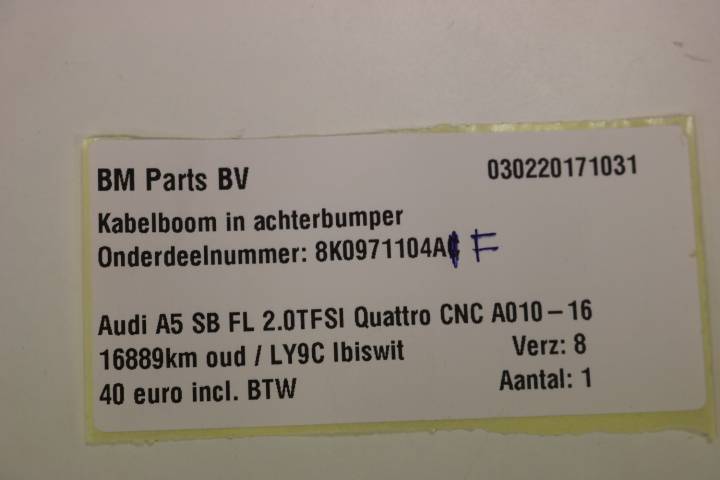 BM Parts BV 030220171031
Kabelboom in achterbumper
Onderdeelnummer: 8K0971104A F
Audi A5 SB FL 2.0TFSI Quattro CNC A010-16
16889km oud / LY9C Ibiswit Verz: 8
40 euro incl. BTW Aantal: 1